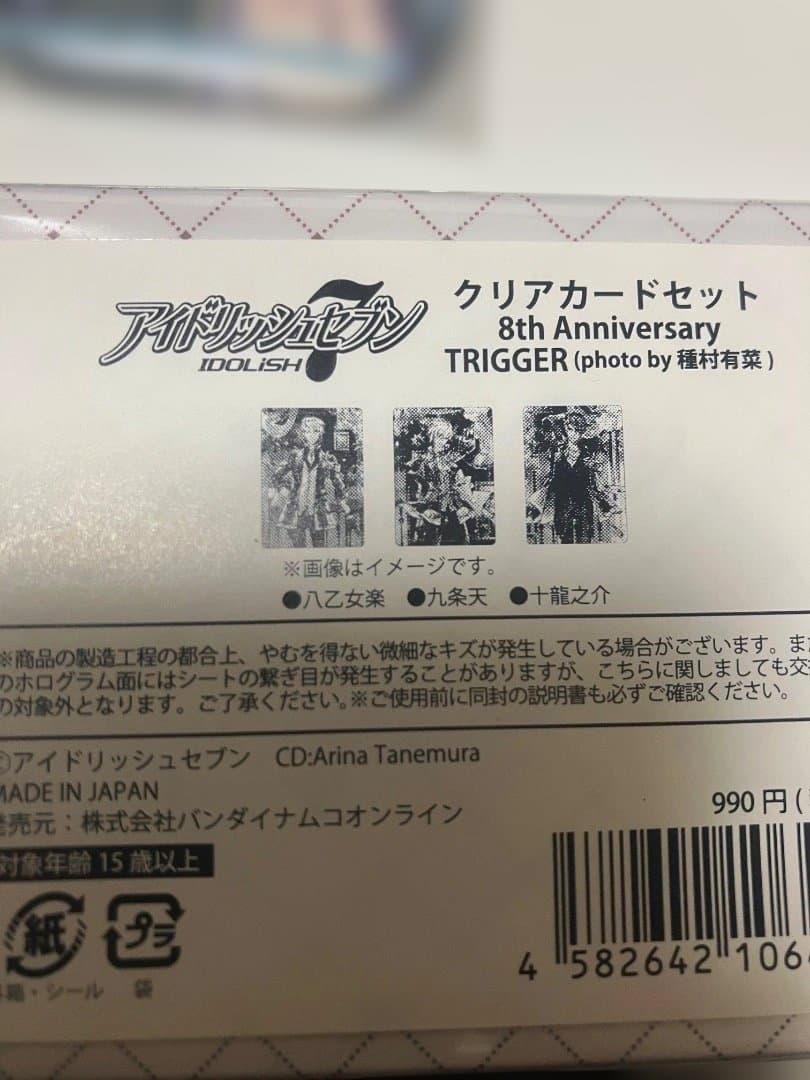 アイドリッシュセブン
7
IDOLiSH
クリアカードセット
8th Anniversary
TRIGGER (photo by 種村有菜)
※画像はイメージです。
●八乙女楽 ●九条天 ●十龍之介
※商品の製造工程の都合上、やむを得ない微細なキズが発生している場合がございます。また
のホログラム面にはシートの繋ぎ目が発生することがありますが、こちらに関しましても交換
の対象外となります。ご了承ください。※ご使用前に同封の説明書も必ずご確認ください。
©アイドリッシュセブン CD:Arina Tanemura
MADE IN JAPAN
発売元：株式会社バンダイナムコオンライン
990円(
対象年齢15歳以上
紙
プラ
外箱・シール 袋
4 582642 106